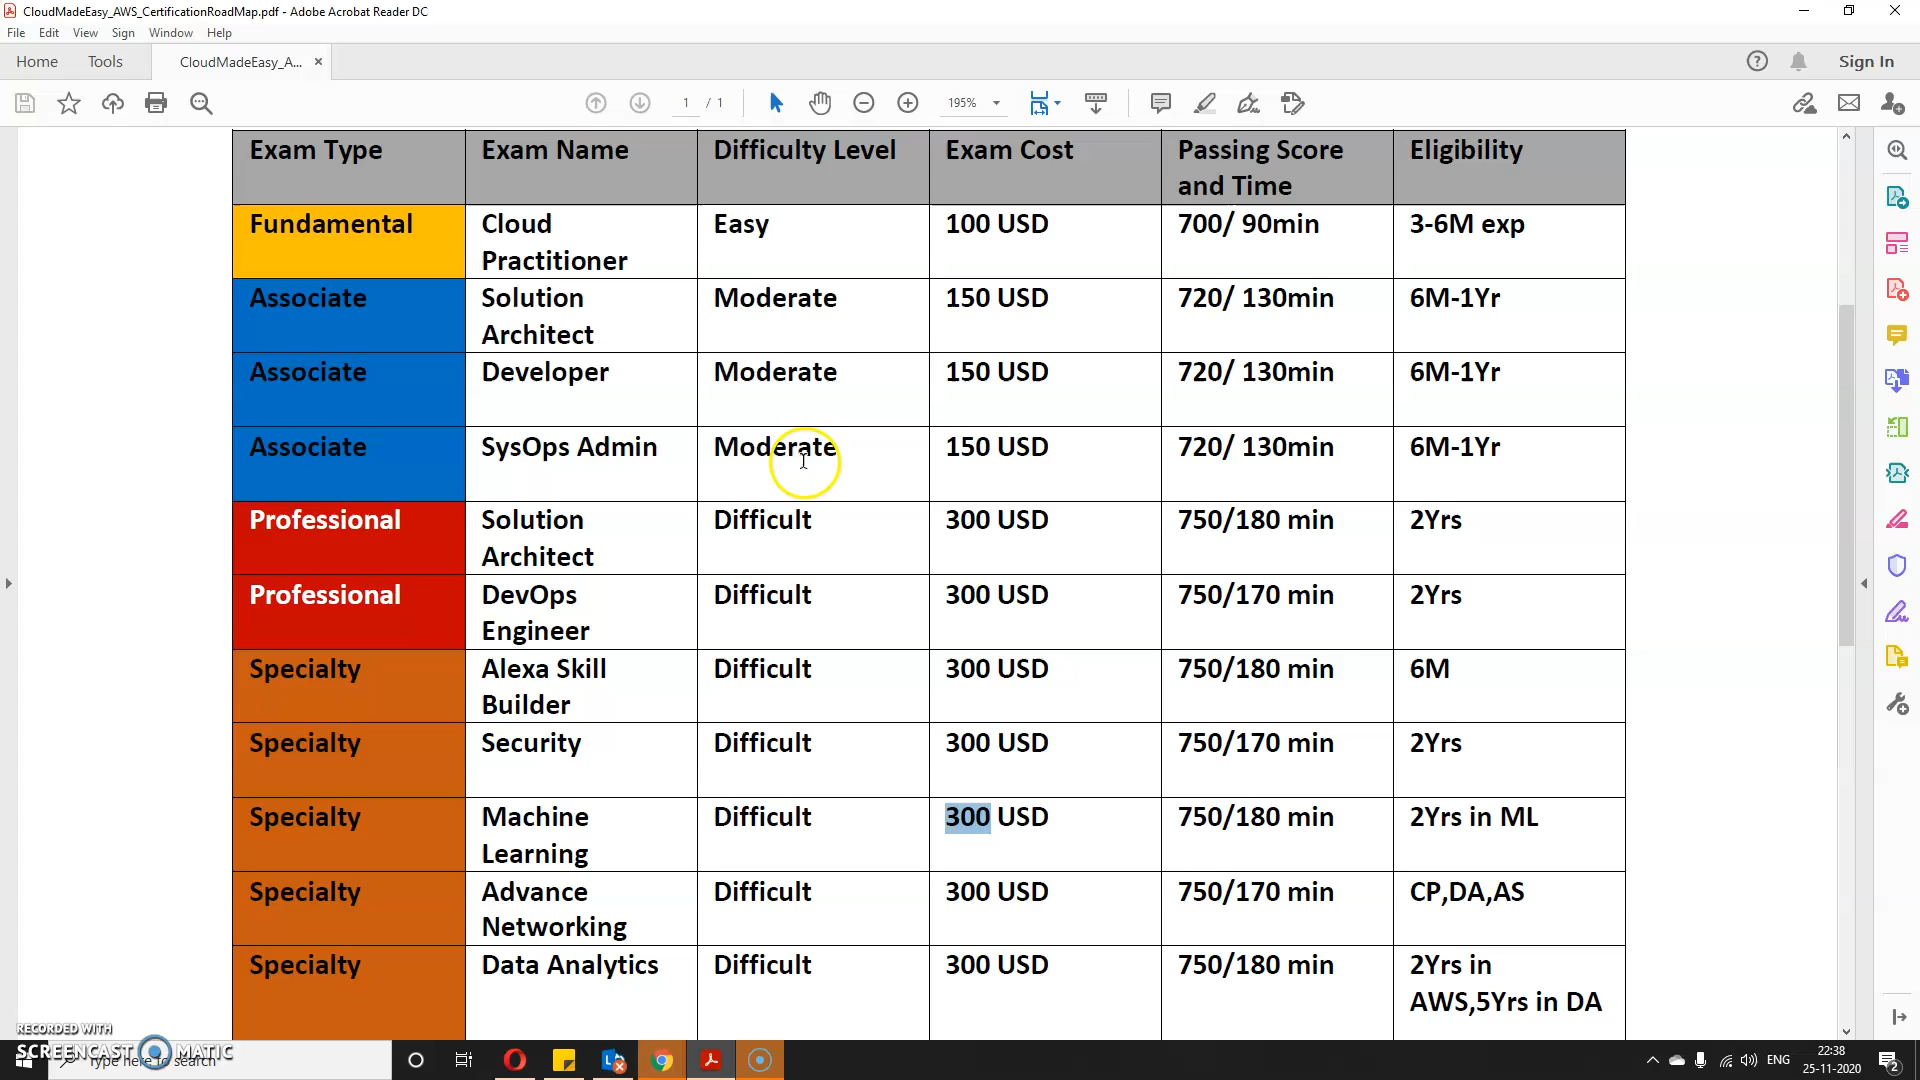 CloudMadeEasy_AWS_CertificationRoadMap.pdf - Adobe Acrobat Reader DC
File Edit View Sign Window Help
Home Tools CloudMadeEasy_A... × Sign In
1 / 1 195%
Exam Type Exam Name Difficulty Level Exam Cost Passing Score
and Time Eligibility
Fundamental Cloud
Practitioner Easy 100 USD 700/ 90min 3-6M exp
Associate Solution
Architect Moderate 150 USD 720/ 130min 6M-1Yr
Associate Developer Moderate 150 USD 720/ 130min 6M-1Yr
Associate SysOps Admin Moderate 150 USD 720/ 130min 6M-1Yr
Professional Solution
Architect Difficult 300 USD 750/180 min 2Yrs
Professional DevOps
Engineer Difficult 300 USD 750/170 min 2Yrs
Specialty Alexa Skill
Builder Difficult 300 USD 750/180 min 6M
Specialty Security Difficult 300 USD 750/170 min 2Yrs
Specialty Machine
Learning Difficult 300 USD 750/180 min 2Yrs in ML
Specialty Advance
Networking Difficult 300 USD 750/170 min CP,DA,AS
Specialty Data Analytics Difficult 300 USD 750/180 min 2Yrs in
AWS,5Yrs in DA
RECORDED WITH
SCREENCAST MATIC
Type here to search
ENG 22:38
25-11-2020
2